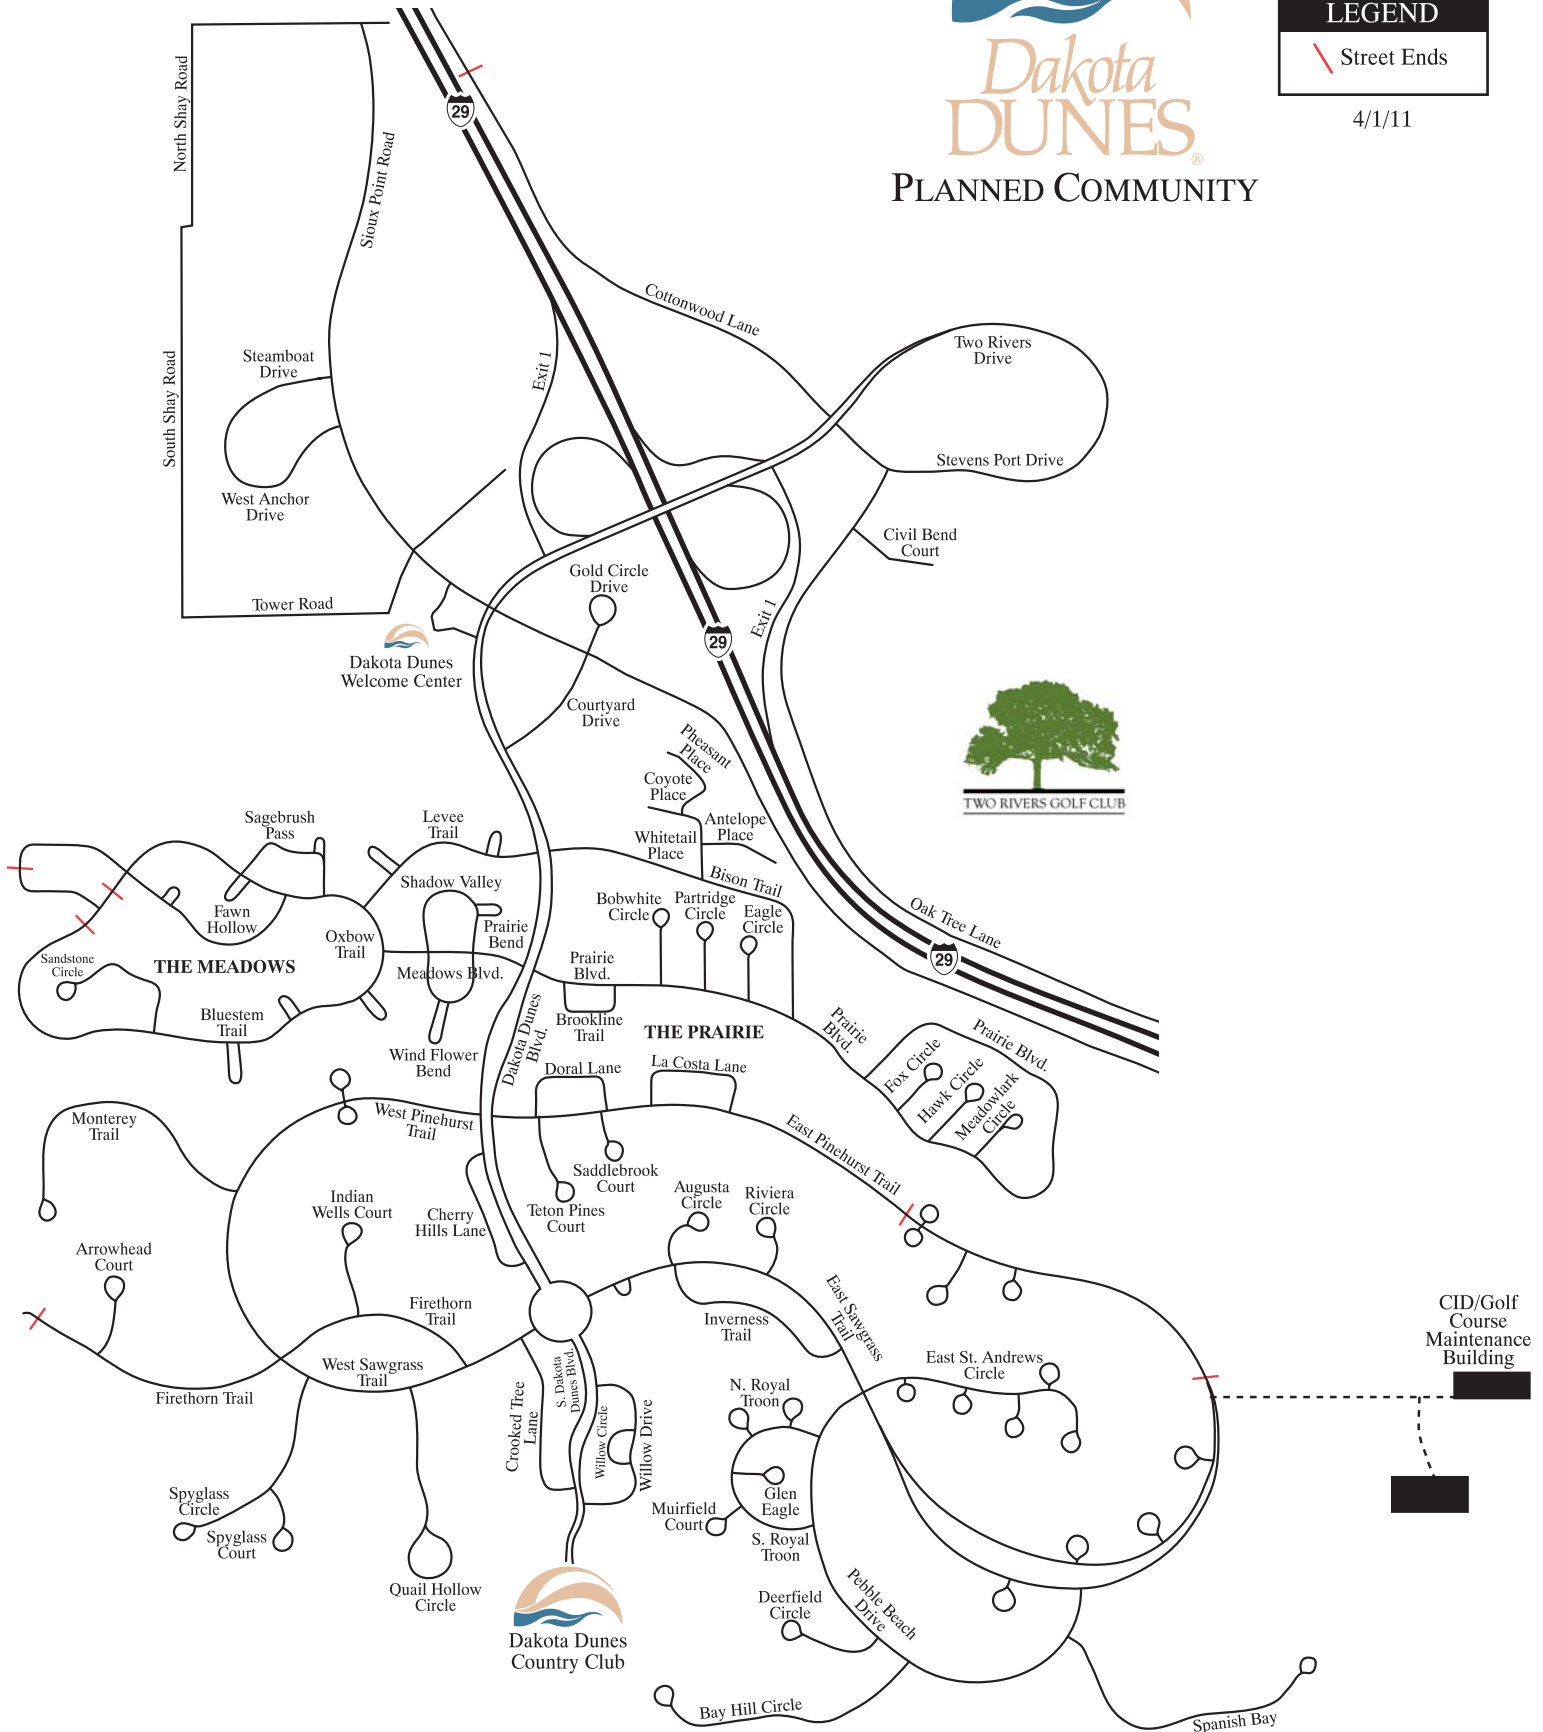 LEGEND
Street Ends
4/1/11
Dakota
DUNES®
PLANNED COMMUNITY
29
North Shay Road
Sioux Point Road
Cottonwood Lane
Two Rivers
Drive
Steamboat
Drive
Exit 1
South Shay Road
Stevens Port Drive
West Anchor
Drive
Civil Bend
Court
Gold Circle
Drive
Tower Road
Exit 1
29
Dakota Dunes
Welcome Center
Courtyard
Drive
Pheasant
Place
Coyote
Place
TWO RIVERS GOLF CLUB
Sagebrush
Pass
Levee
Trail
Antelope
Place
Whitetail
Place
Bison Trail
Shadow Valley
Bobwhite
Circle
Partridge
Circle
Eagle
Circle
Oak Tree Lane
Fawn
Hollow
Oxbow
Trail
Prairie
Bend
29
Sandstone
Circle
THE MEADOWS
Meadows Blvd.
Prairie
Blvd.
Dakota Dunes
Blvd.
Bluestem
Trail
Brookline
Trail
THE PRAIRIE
Prairie
Blvd.
Prairie Blvd.
Wind Flower
Bend
Doral Lane
La Costa Lane
Fox Circle
Hawk Circle
Meadowlark
Circle
Monterey
Trail
West Pinehurst
Trail
East Pinehurst Trail
Saddlebrook
Court
Indian
Wells Court
Cherry
Hills Lane
Teton Pines
Court
Augusta
Circle
Riviera
Circle
Arrowhead
Court
Firethorn
Trail
Inverness
Trail
East Sawgrass
Trail
CID/Golf
Course
Maintenance
Building
West Sawgrass
Trail
Firethorn Trail
East St. Andrews
Circle
Crooked Tree
Lane
S. Dakota
Dunes Blvd.
Willow Circle
Willow Drive
N. Royal
Troon
Glen
Eagle
Muirfield
Court
S. Royal
Troon
Spyglass
Circle
Spyglass
Court
Quail Hollow
Circle
Deerfield
Circle
Pebble Beach
Drive
Dakota Dunes
Country Club
Bay Hill Circle
Spanish Bay